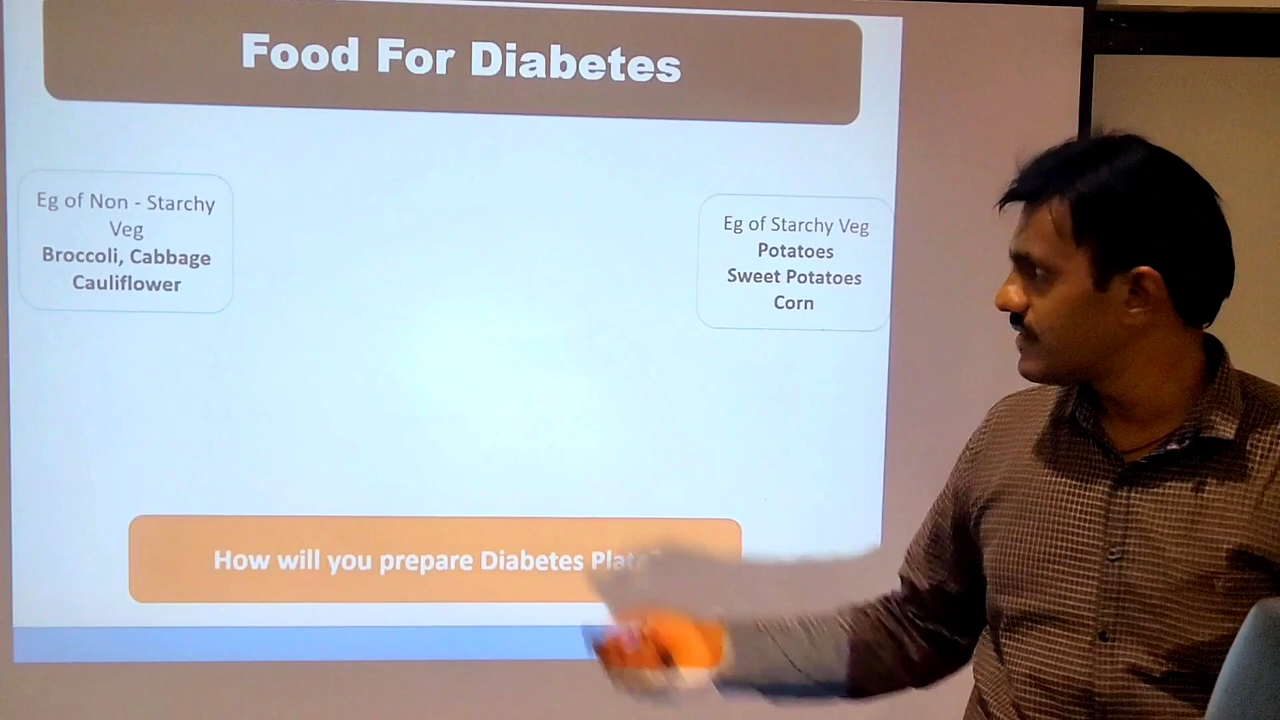 Food For Diabetes
Eg of Non - Starchy
Veg
Broccoli, Cabbage
Cauliflower
Eg of Starchy Veg
Potatoes
Sweet Potatoes
Corn
How will you prepare Diabetes Plate?